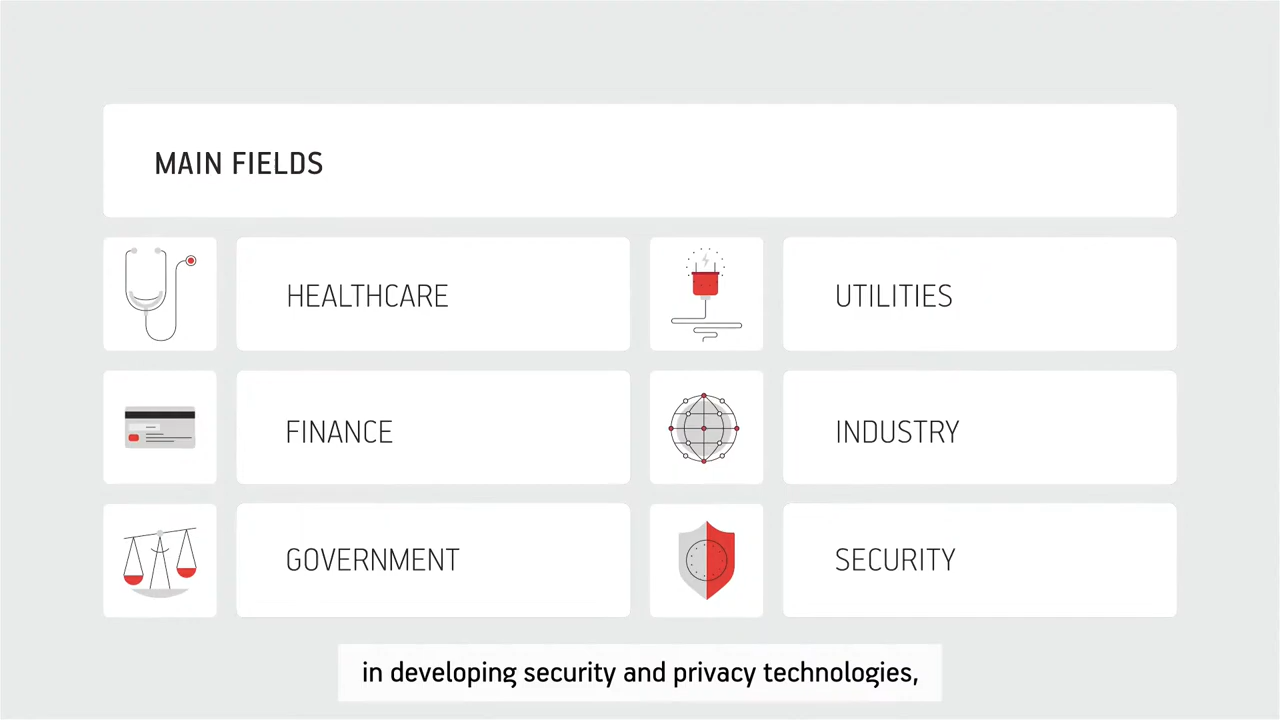 MAIN FIELDS
HEALTHCARE
UTILITIES
FINANCE
INDUSTRY
GOVERNMENT
SECURITY
in developing security and privacy technologies,